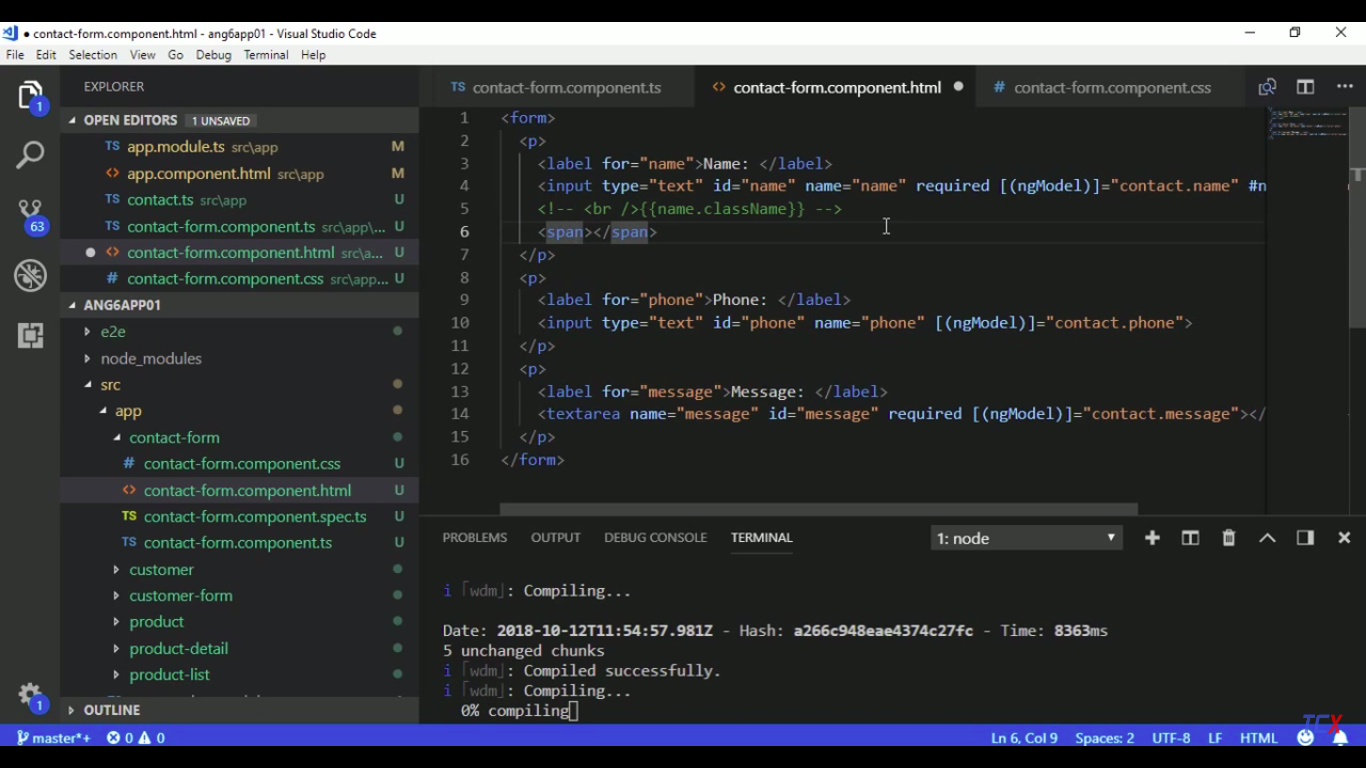 ● contact-form.component.html - ang6app01 - Visual Studio Code
File Edit Selection View Go Debug Terminal Help
EXPLORER
TS contact-form.component.ts
<> contact-form.component.html ●
# contact-form.component.css
1
OPEN EDITORS 1 UNSAVED
TS app.module.ts src\app M
<> app.component.html src\app M
TS contact.ts src\app U
TS contact-form.component.ts src\app\... U
● <> contact-form.component.html src\a... U
# contact-form.component.css src\app... U
63
ANG6APP01
e2e
node_modules
src
app
contact-form
# contact-form.component.css U
<> contact-form.component.html U
TS contact-form.component.spec.ts U
TS contact-form.component.ts U
customer
customer-form
product
product-detail
product-list
1
OUTLINE
1 <form>
2 <p>
3 <label for="name">Name: </label>
4 <input type="text" id="name" name="name" required [(ngModel)]="contact.name" #n
5 <!-- <br />{{name.className}} -->
6 <span></span>
7 </p>
8 <p>
9 <label for="phone">Phone: </label>
10 <input type="text" id="phone" name="phone" [(ngModel)]="contact.phone">
11 </p>
12 <p>
13 <label for="message">Message: </label>
14 <textarea name="message" id="message" required [(ngModel)]="contact.message"></
15 </p>
16 </form>
PROBLEMS OUTPUT DEBUG CONSOLE TERMINAL 1: node
i ｢wdm｣: Compiling...
Date: 2018-10-12T11:54:57.981Z - Hash: a266c948eae4374c27fc - Time: 8363ms
5 unchanged chunks
i ｢wdm｣: Compiled successfully.
i ｢wdm｣: Compiling...
0% compiling
master*+ 0 0 Ln 6, Col 9 Spaces: 2 UTF-8 LF HTML